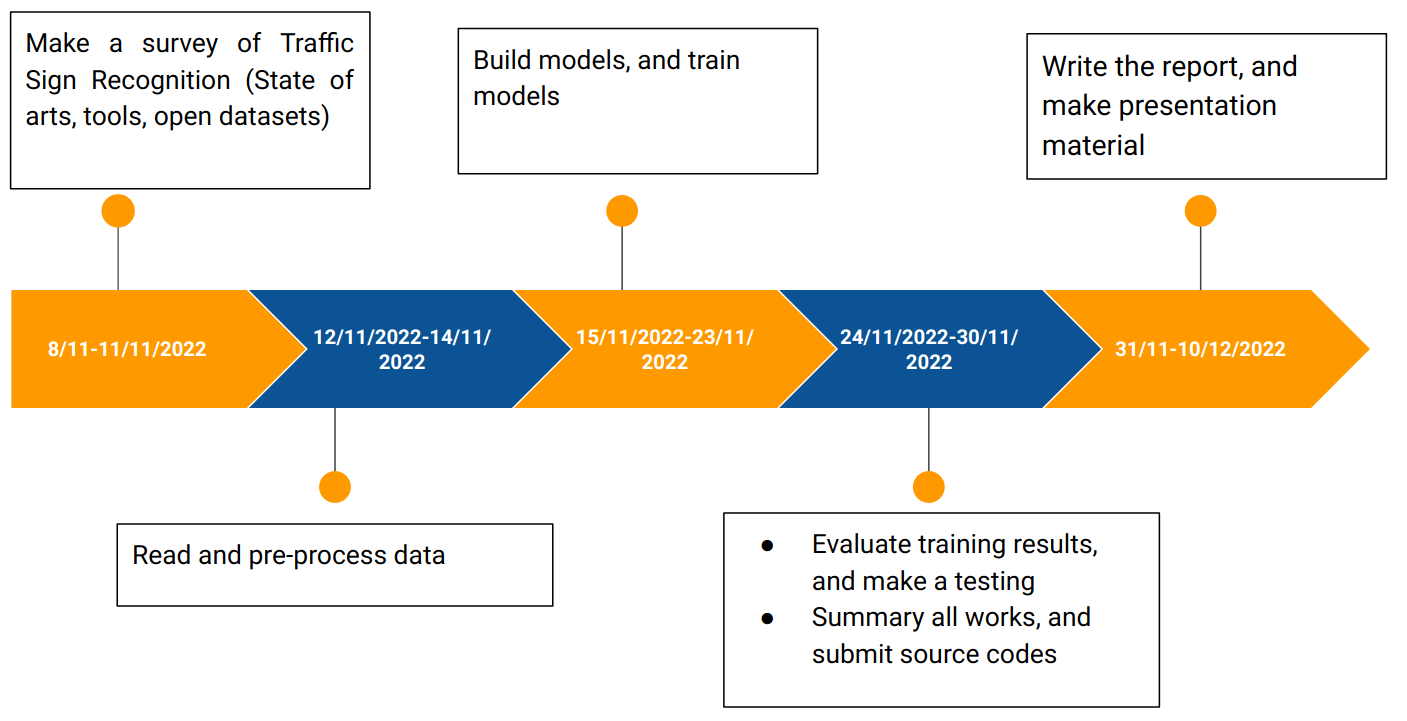 Make a survey of Traffic
Sign Recognition (State of
arts, tools, open datasets)
Build models, and train
models
Write the report, and
make presentation
material
8/11-11/11/2022
12/11/2022-14/11/
2022
15/11/2022-23/11/
2022
24/11/2022-30/11/
2022
31/11-10/12/2022
Read and pre-process data
● Evaluate training results,
and make a testing
● Summary all works, and
submit source codes